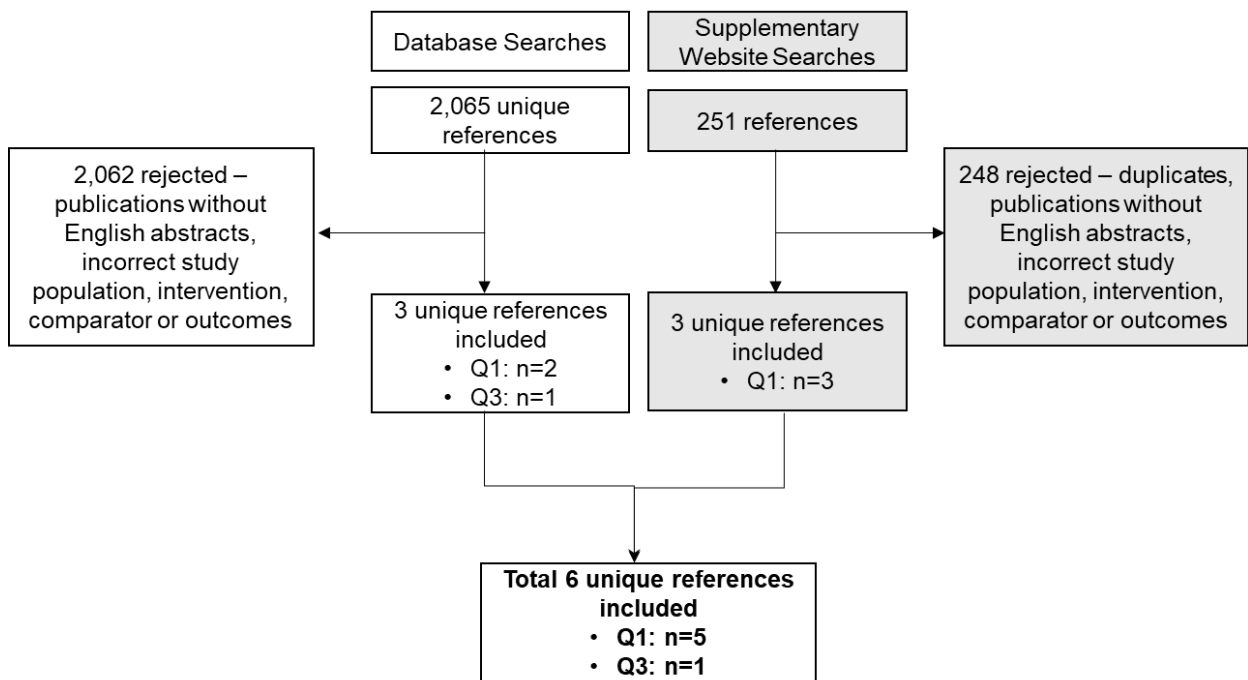 Database Searches
Supplementary
Website Searches
2,065 unique
references
251 references
2,062 rejected –
publications without
English abstracts,
incorrect study
population, intervention,
comparator or outcomes
248 rejected – duplicates,
publications without
English abstracts,
incorrect study
population, intervention,
comparator or outcomes
3 unique references
included
• Q1: n=2
• Q3: n=1
3 unique references
included
• Q1: n=3
Total 6 unique references
included
• Q1: n=5
• Q3: n=1